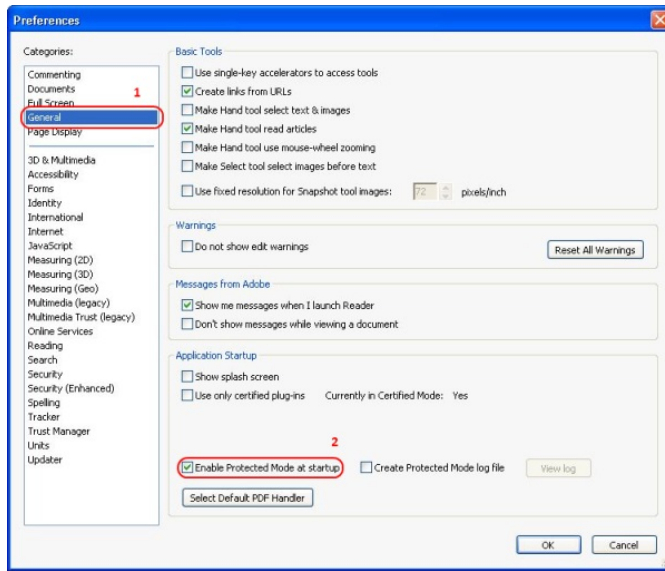 Preferences
Categories:
Commenting
Documents
Full Screen
1
General
Page Display
3D & Multimedia
Accessibility
Forms
Identity
International
Internet
JavaScript
Measuring (2D)
Measuring (3D)
Measuring (Geo)
Multimedia (legacy)
Multimedia Trust (legacy)
Online Services
Reading
Search
Security
Security (Enhanced)
Spelling
Tracker
Trust Manager
Units
Updater
Basic Tools
Use single-key accelerators to access tools
Create links from URLs
Make Hand tool select text & images
Make Hand tool read articles
Make Hand tool use mouse-wheel zooming
Make Select tool select images before text
Use fixed resolution for Snapshot tool images: 72 pixels/inch
Warnings
Do not show edit warnings Reset All Warnings
Messages from Adobe
Show me messages when I launch Reader
Don't show messages while viewing a document
Application Startup
Show splash screen
Use only certified plug-ins Currently in Certified Mode: Yes
2
Enable Protected Mode at startup Create Protected Mode log file View log
Select Default PDF Handler
OK Cancel